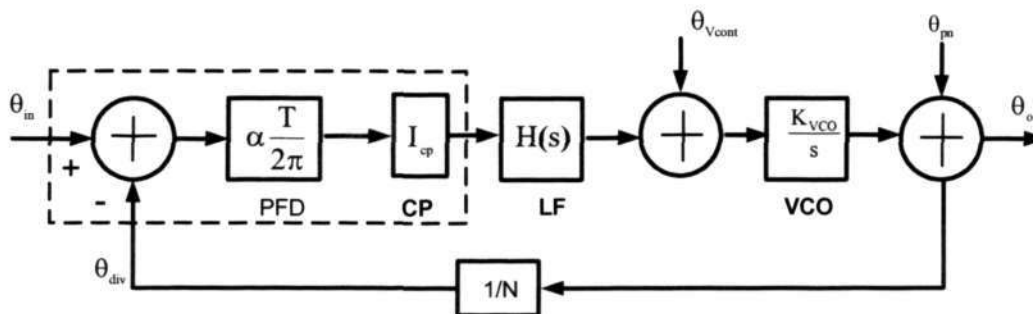 θ_Vcont
θ_pn
θ_in
+
-
α T/2π
PFD
I_cp
CP
H(s)
LF
K_VCO/s
VCO
θ_o
θ_div
1/N